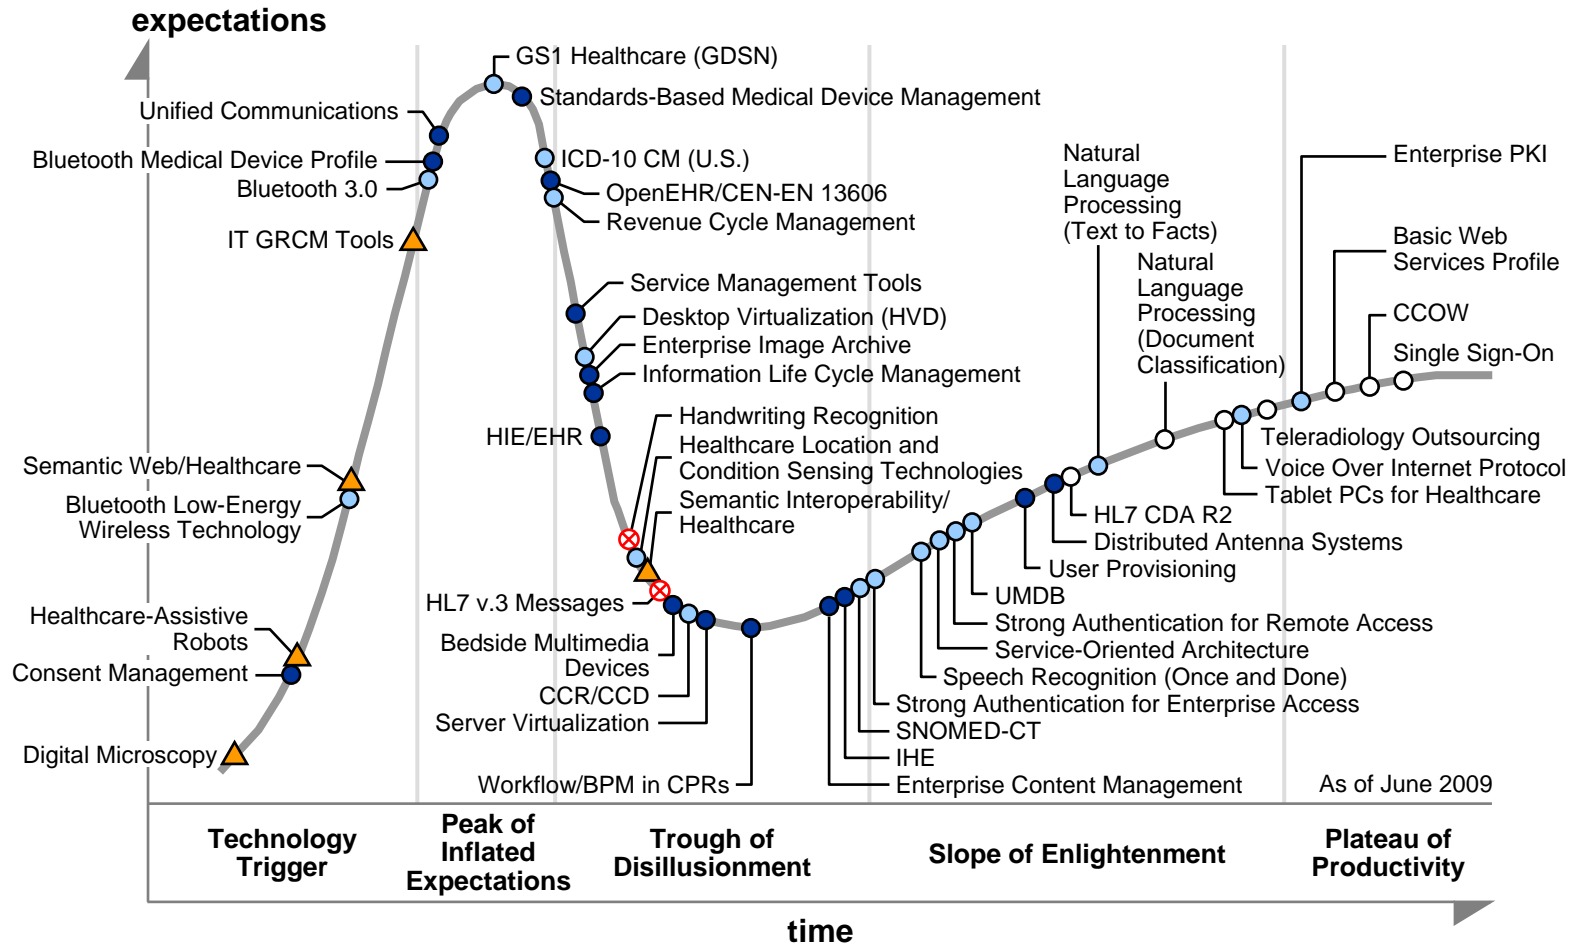 expectations
GS1 Healthcare (GDSN)
Standards-Based Medical Device Management
Unified Communications
Bluetooth Medical Device Profile
Bluetooth 3.0
IT GRCM Tools
ICD-10 CM (U.S.)
OpenEHR/CEN-EN 13606
Revenue Cycle Management
Service Management Tools
Desktop Virtualization (HVD)
Enterprise Image Archive
Information Life Cycle Management
HIE/EHR
Handwriting Recognition
Healthcare Location and
Condition Sensing Technologies
Semantic Interoperability/
Healthcare
Semantic Web/Healthcare
Bluetooth Low-Energy
Wireless Technology
Healthcare-Assistive
Robots
Consent Management
Digital Microscopy
HL7 v.3 Messages
Bedside Multimedia
Devices
CCR/CCD
Server Virtualization
Workflow/BPM in CPRs
Natural
Language
Processing
(Text to Facts)
Natural
Language
Processing
(Document
Classification)
Enterprise PKI
Basic Web
Services Profile
CCOW
Single Sign-On
Teleradiology Outsourcing
Voice Over Internet Protocol
Tablet PCs for Healthcare
HL7 CDA R2
Distributed Antenna Systems
User Provisioning
UMDB
Strong Authentication for Remote Access
Service-Oriented Architecture
Speech Recognition (Once and Done)
Strong Authentication for Enterprise Access
SNOMED-CT
IHE
Enterprise Content Management
As of June 2009
Technology
Trigger
Peak of
Inflated
Expectations
Trough of
Disillusionment
Slope of Enlightenment
Plateau of
Productivity
time